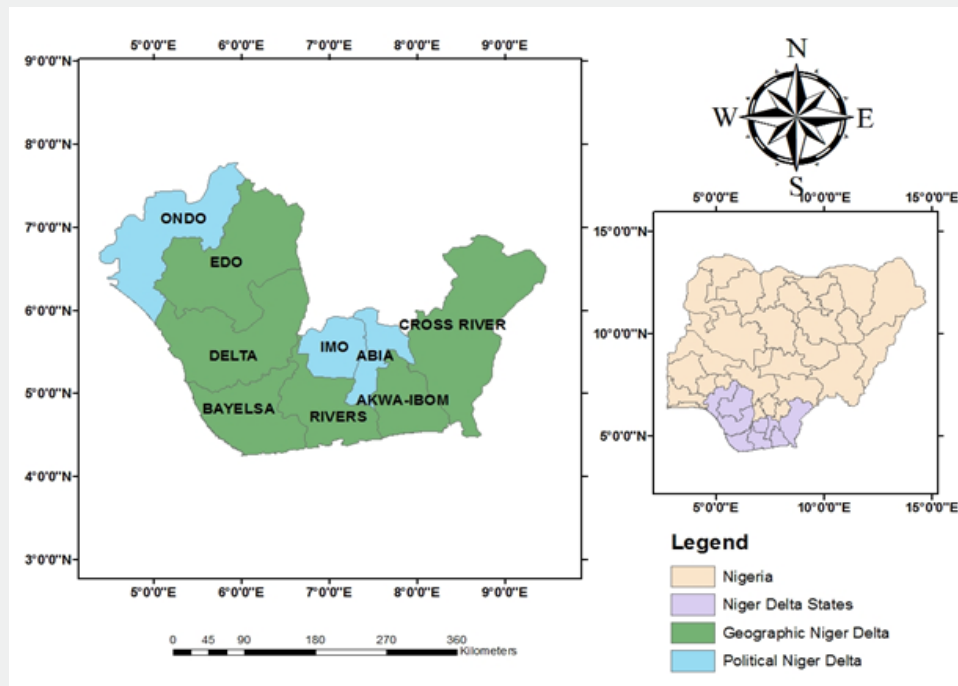 5°0'0"E 6°0'0"E 7°0'0"E 8°0'0"E 9°0'0"E
9°0'0"N
8°0'0"N
7°0'0"N
6°0'0"N
5°0'0"N
4°0'0"N
3°0'0"N
ONDO
EDO
CROSS RIVER
IMO
ABIA
DELTA
AKWA-IBOM
BAYELSA
RIVERS
5°0'0"E 6°0'0"E 7°0'0"E 8°0'0"E 9°0'0"E
0 45 90 180 270 360
Kilometers
N
W E
S
5°0'0"E 10°0'0"E 15°0'0"E
15°0'0"N
10°0'0"N
5°0'0"N
5°0'0"E 10°0'0"E 15°0'0"E
Legend
Nigeria
Niger Delta States
Geographic Niger Delta
Political Niger Delta